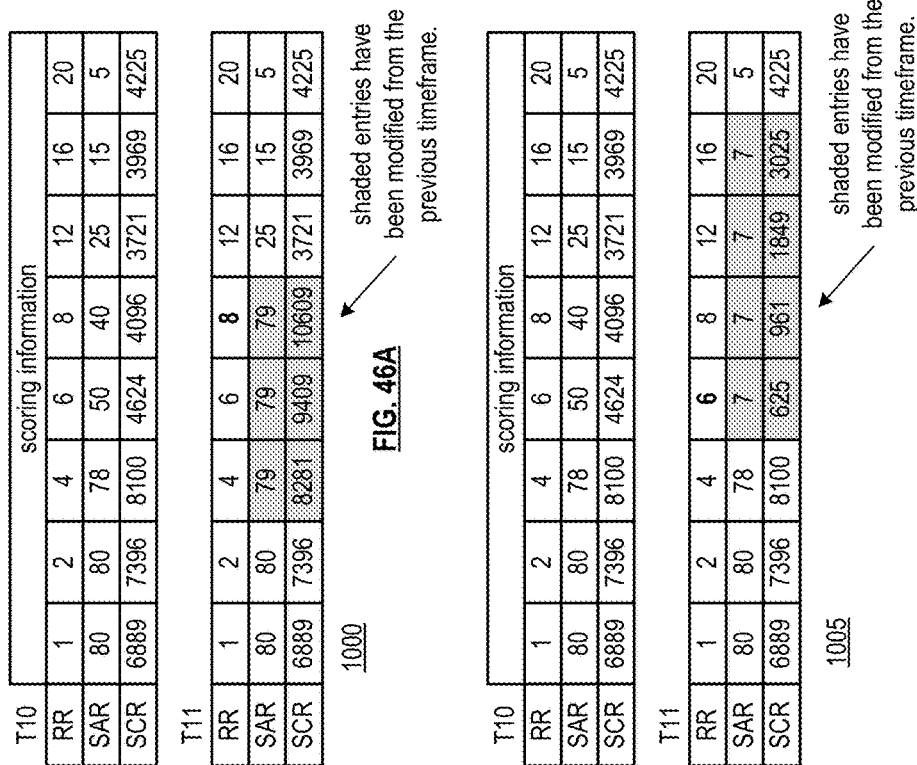 T10
scoring information
RR 1 2 4 6 8 12 16 20
SAR 80 80 78 50 40 25 15 5
SCR 6889 7396 8100 4624 4096 3721 3969 4225
T11
RR 1 2 4 6 8 12 16 20
SAR 80 80 79 79 79 25 15 5
SCR 6889 7396 8281 9409 10609 3721 3969 4225
1000
shaded entries have
been modified from the
previous timeframe.
FIG. 46A
T10
scoring information
RR 1 2 4 6 8 12 16 20
SAR 80 80 78 50 40 25 15 5
SCR 6889 7396 8100 4624 4096 3721 3969 4225
T11
RR 1 2 4 6 8 12 16 20
SAR 80 80 78 7 7 7 7 5
SCR 6889 7396 8100 625 961 1849 3025 4225
1005
shaded entries have
been modified from the
previous timeframe.